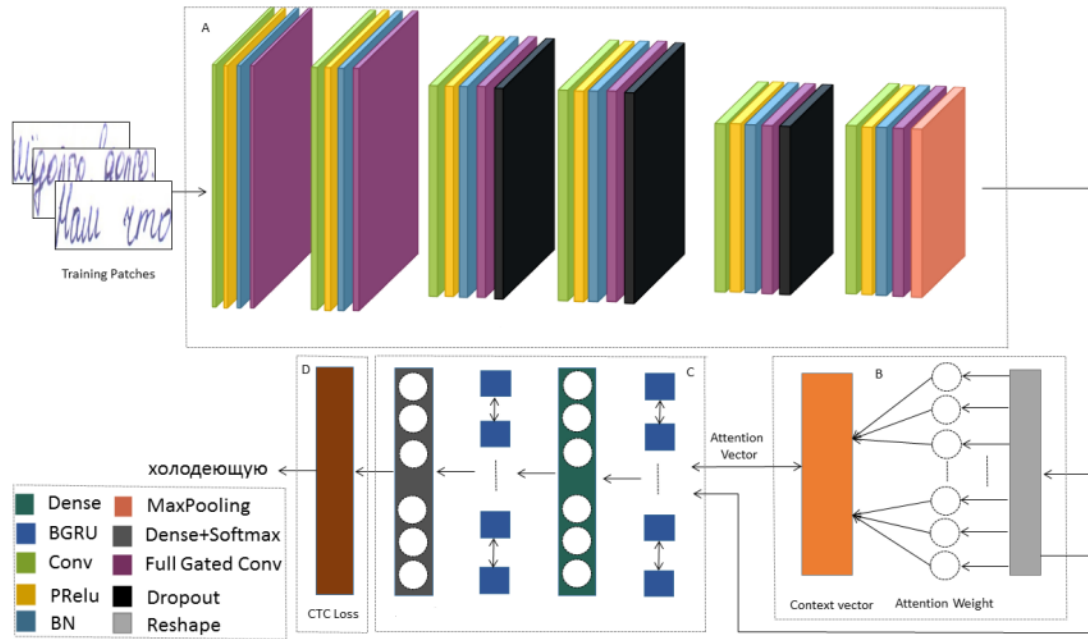 A
долго.
что
Training Patches
D
C
B
Attention
Vector
холодеющую
Dense
MaxPooling
BGRU
Dense+Softmax
Conv
Full Gated Conv
PRelu
Dropout
BN
Reshape
CTC Loss
Context vector
Attention Weight